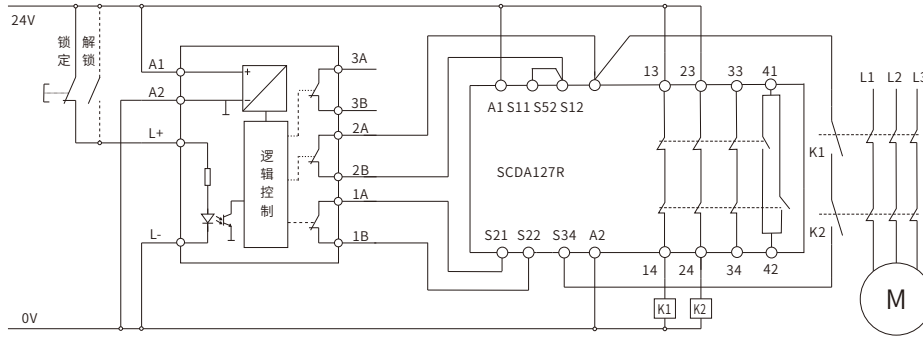 24V
锁定
解锁
A1
A2
L+
L-
+
−
逻辑控制
3A
3B
2A
2B
1A
1B
A1 S11 S52 S12
13 23 33 41
SCDA127R
S21 S22 S34 A2
14 24 34 42
K1 K2
K1
K2
L1 L2 L3
M
0V